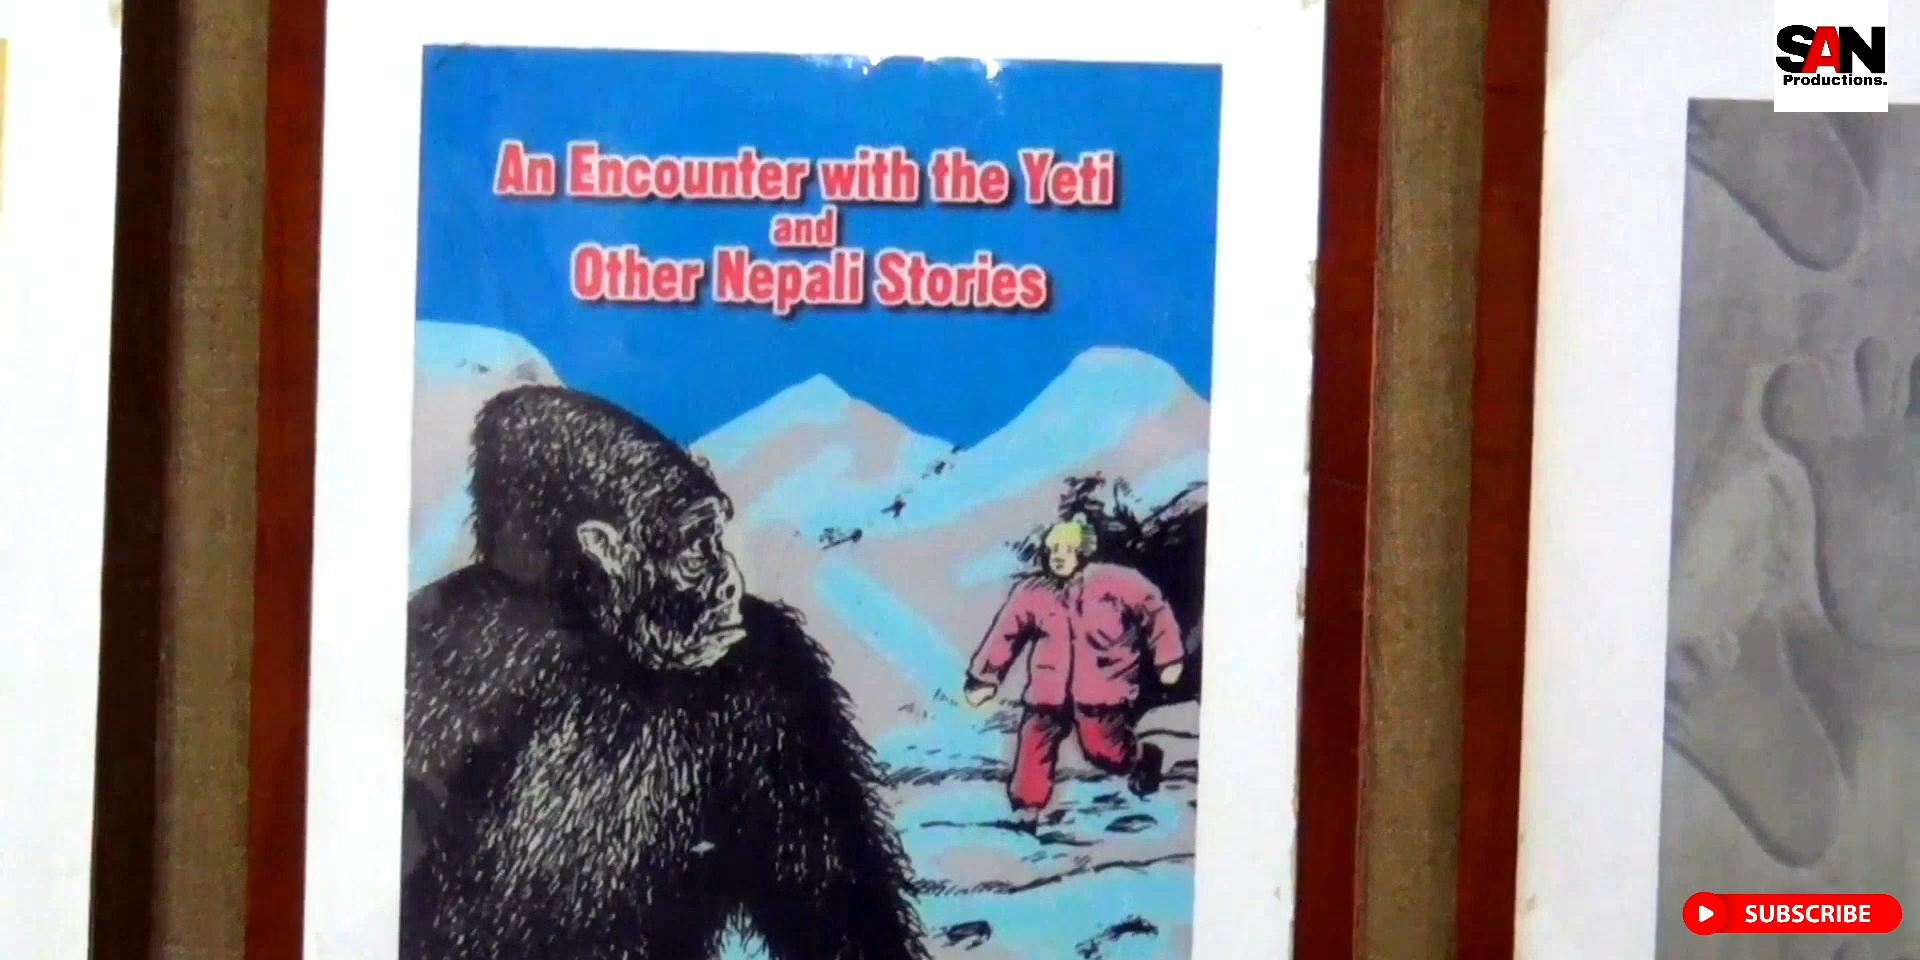 An Encounter with the Yeti
and
Other Nepali Stories
SAN
Productions.
SUBSCRIBE